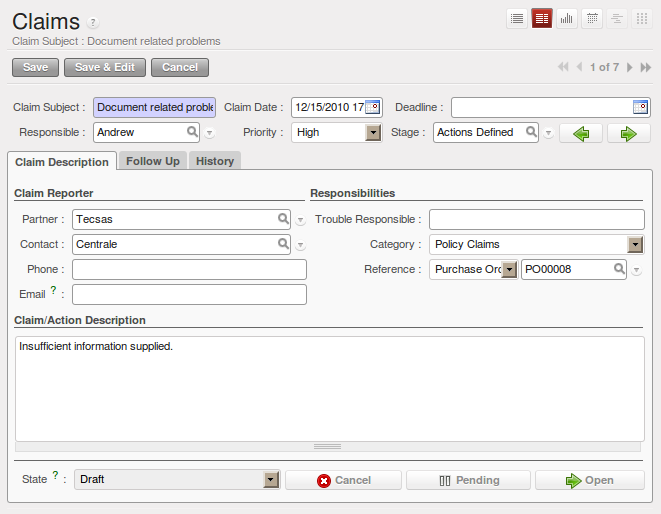 Claims ?
Claim Subject : Document related problems
Save Save & Edit Cancel 1 of 7
Claim Subject : Document related proble Claim Date : 12/15/2010 17 Deadline :
Responsible : Andrew Priority : High Stage : Actions Defined
Claim Description Follow Up History
Claim Reporter Responsibilities
Partner : Tecsas Trouble Responsible :
Contact : Centrale Category : Policy Claims
Phone : Reference : Purchase Orc PO00008
Email ? :
Claim/Action Description
Insufficient information supplied.
State ? : Draft Cancel Pending Open